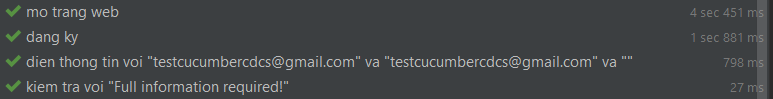 mo trang web 4 sec 451 ms
dang ky 1 sec 881 ms
dien thong tin voi "testcucumbercdcs@gmail.com" va "testcucumbercdcs@gmail.com" va "" 798 ms
kiem tra voi "Full information required!" 27 ms